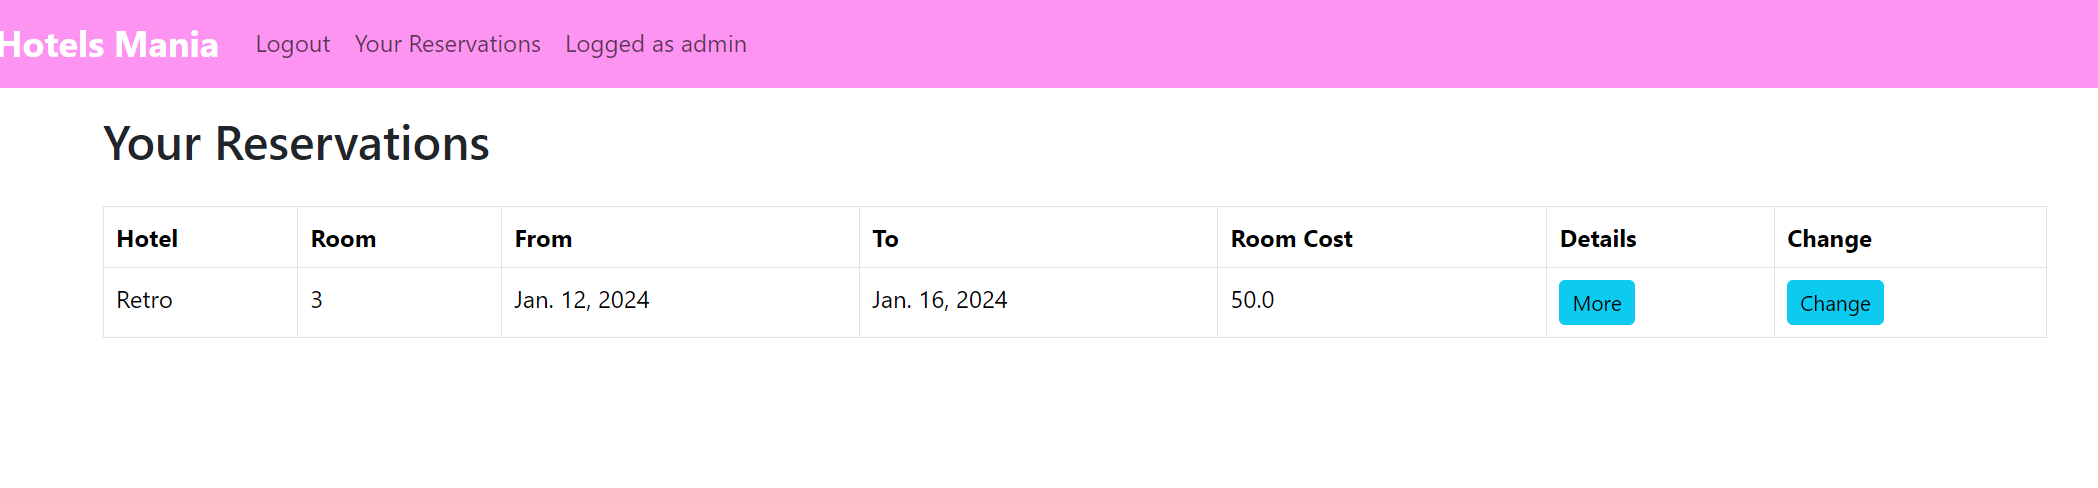 Hotels Mania Logout Your Reservations Logged as admin
Your Reservations
Hotel Room From To Room Cost Details Change
Retro 3 Jan. 12, 2024 Jan. 16, 2024 50.0 More Change